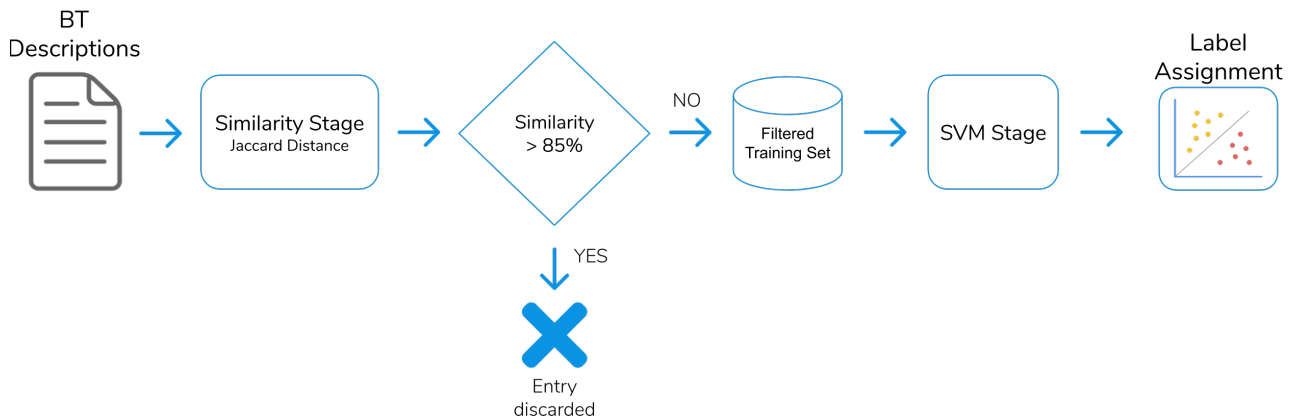 BT
Descriptions
Similarity Stage
Jaccard Distance
Similarity
> 85%
NO
YES
Entry
discarded
Filtered
Training Set
SVM Stage
Label
Assignment